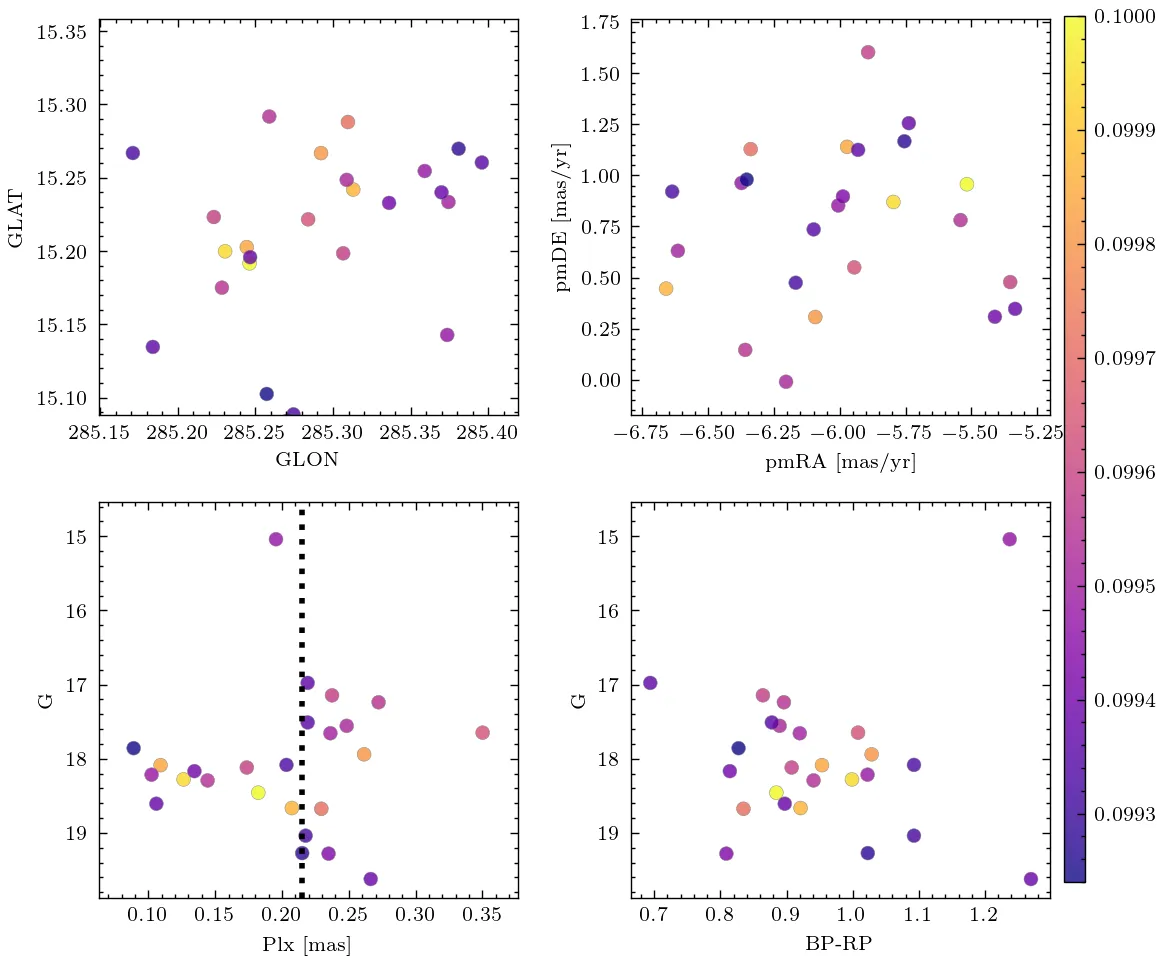 15.35
15.30
15.25
15.20
15.15
15.10
GLAT
285.15 285.20 285.25 285.30 285.35 285.40
GLON
1.75
1.50
1.25
1.00
0.75
0.50
0.25
0.00
pmDE [mas/yr]
−6.75 −6.50 −6.25 −6.00 −5.75 −5.50 −5.25
pmRA [mas/yr]
0.1000
0.0999
0.0998
0.0997
0.0996
0.0995
0.0994
0.0993
15
16
17
18
19
G
0.10 0.15 0.20 0.25 0.30 0.35
Plx [mas]
15
16
17
18
19
G
0.7 0.8 0.9 1.0 1.1 1.2
BP-RP